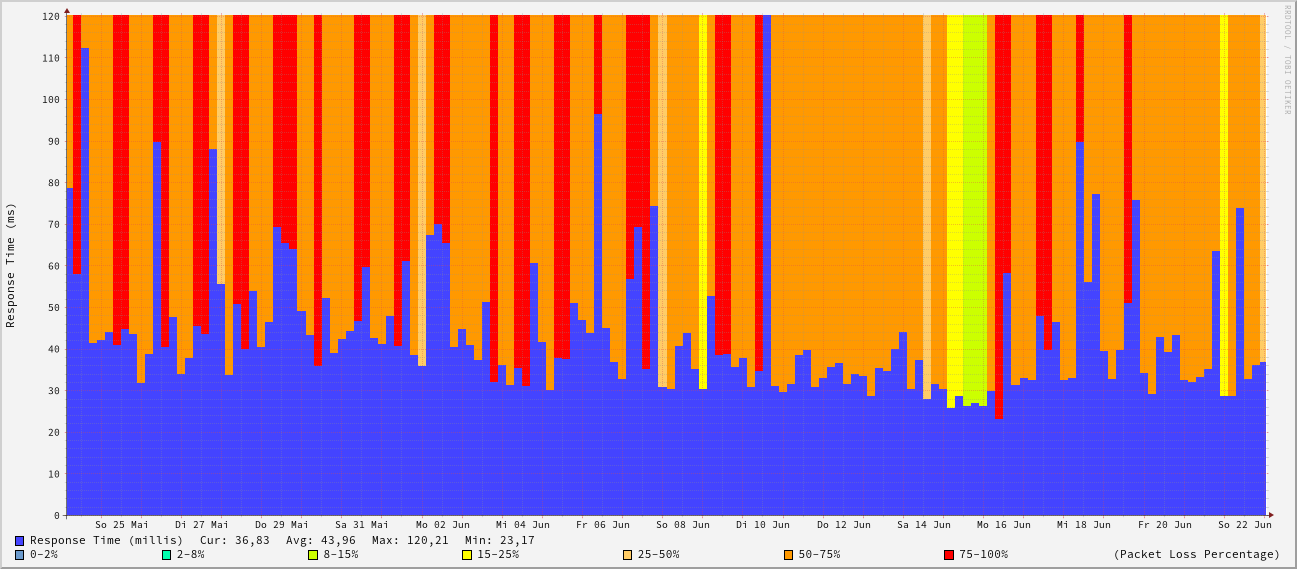 RRDTOOL / TOBI OETIKER
Response Time (ms)
120
110
100
90
80
70
60
50
40
30
20
10
0
So 25 Mai Di 27 Mai Do 29 Mai Sa 31 Mai Mo 02 Jun Mi 04 Jun Fr 06 Jun So 08 Jun Di 10 Jun Do 12 Jun Sa 14 Jun Mo 16 Jun Mi 18 Jun Fr 20 Jun So 22 Jun
Response Time (millis) Cur: 36,83 Avg: 43,96 Max: 120,21 Min: 23,17
0-2% 2-8% 8-15% 15-25% 25-50% 50-75% 75-100% (Packet Loss Percentage)